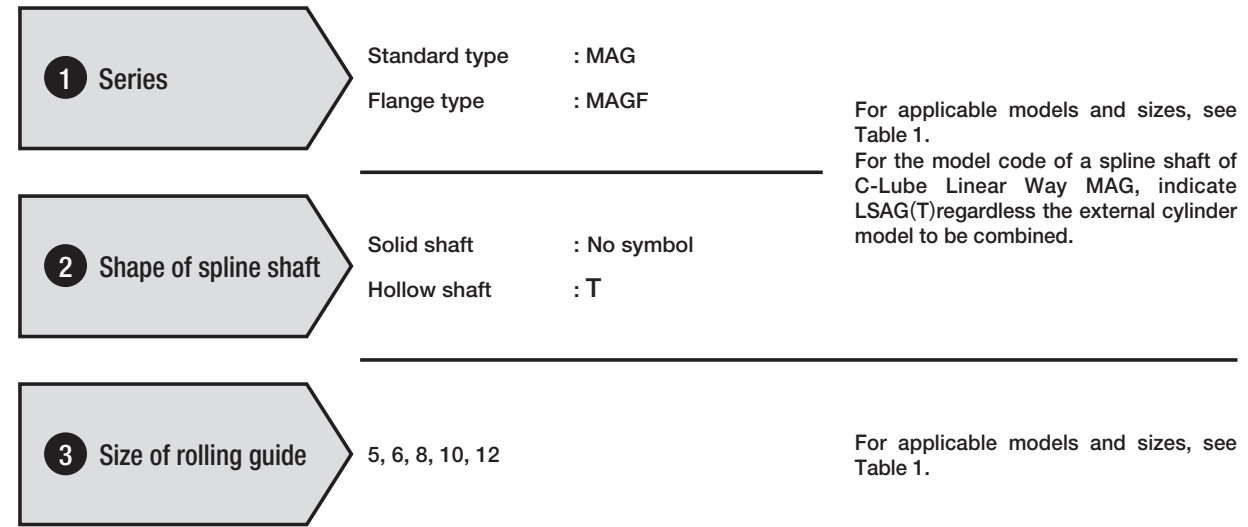 1 Series
Standard type : MAG
Flange type : MAGF
For applicable models and sizes, see
Table 1.
For the model code of a spline shaft of
C-Lube Linear Way MAG, indicate
LSAG(T)regardless the external cylinder
model to be combined.
2 Shape of spline shaft
Solid shaft : No symbol
Hollow shaft : T
3 Size of rolling guide
5, 6, 8, 10, 12
For applicable models and sizes, see
Table 1.